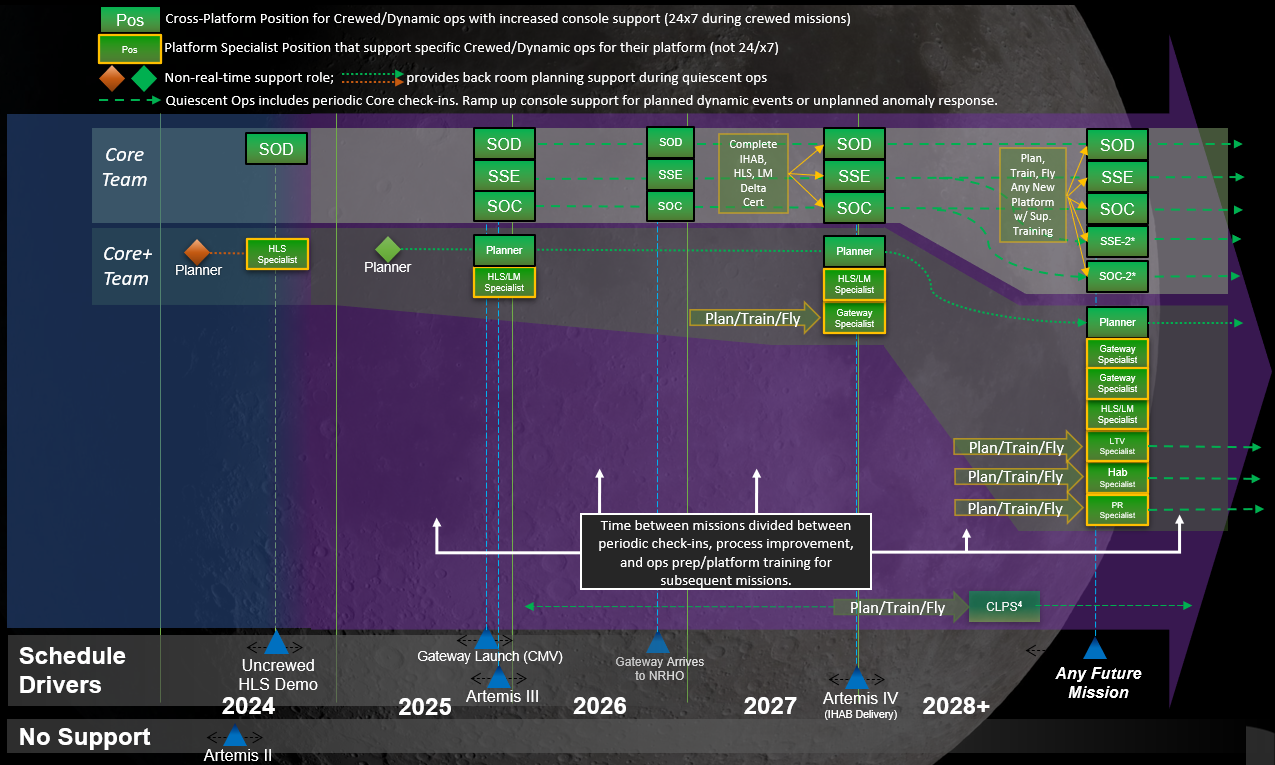 Pos
Cross-Platform Position for Crewed/Dynamic ops with increased console support (24x7 during crewed missions)
Pos
Platform Specialist Position that support specific Crewed/Dynamic ops for their platform (not 24/x7)
Non-real-time support role;
provides back room planning support during quiescent ops
Quiescent Ops includes periodic Core check-ins. Ramp up console support for planned dynamic events or unplanned anomaly response.
Core
Team
SOD
SOD
SSE
SOC
SOD
SSE
SOC
Complete
IHAB,
HLS, LM
Delta
Cert
SOD
SSE
SOC
Plan,
Train, Fly
Any New
Platform
w/ Sup.
Training
SOD
SSE
SOC
SSE-2*
SOC-2*
Core+
Team
Planner
HLS
Specialist
Planner
Planner
HLS/LM
Specialist
Plan/Train/Fly
Planner
HLS/LM
Specialist
Gateway
Specialist
Planner
Gateway
Specialist
Gateway
Specialist
HLS/LM
Specialist
Plan/Train/Fly
LTV
Specialist
Plan/Train/Fly
Hab
Specialist
Plan/Train/Fly
PR
Specialist
Time between missions divided between
periodic check-ins, process improvement,
and ops prep/platform training for
subsequent missions.
Plan/Train/Fly
CLPS4
Schedule
Drivers
Uncrewed
HLS Demo
Gateway Launch (CMV)
Artemis III
Gateway Arrives
to NRHO
Artemis IV
(IHAB Delivery)
Any Future
Mission
2024
2025
2026
2027
2028+
No Support
Artemis II